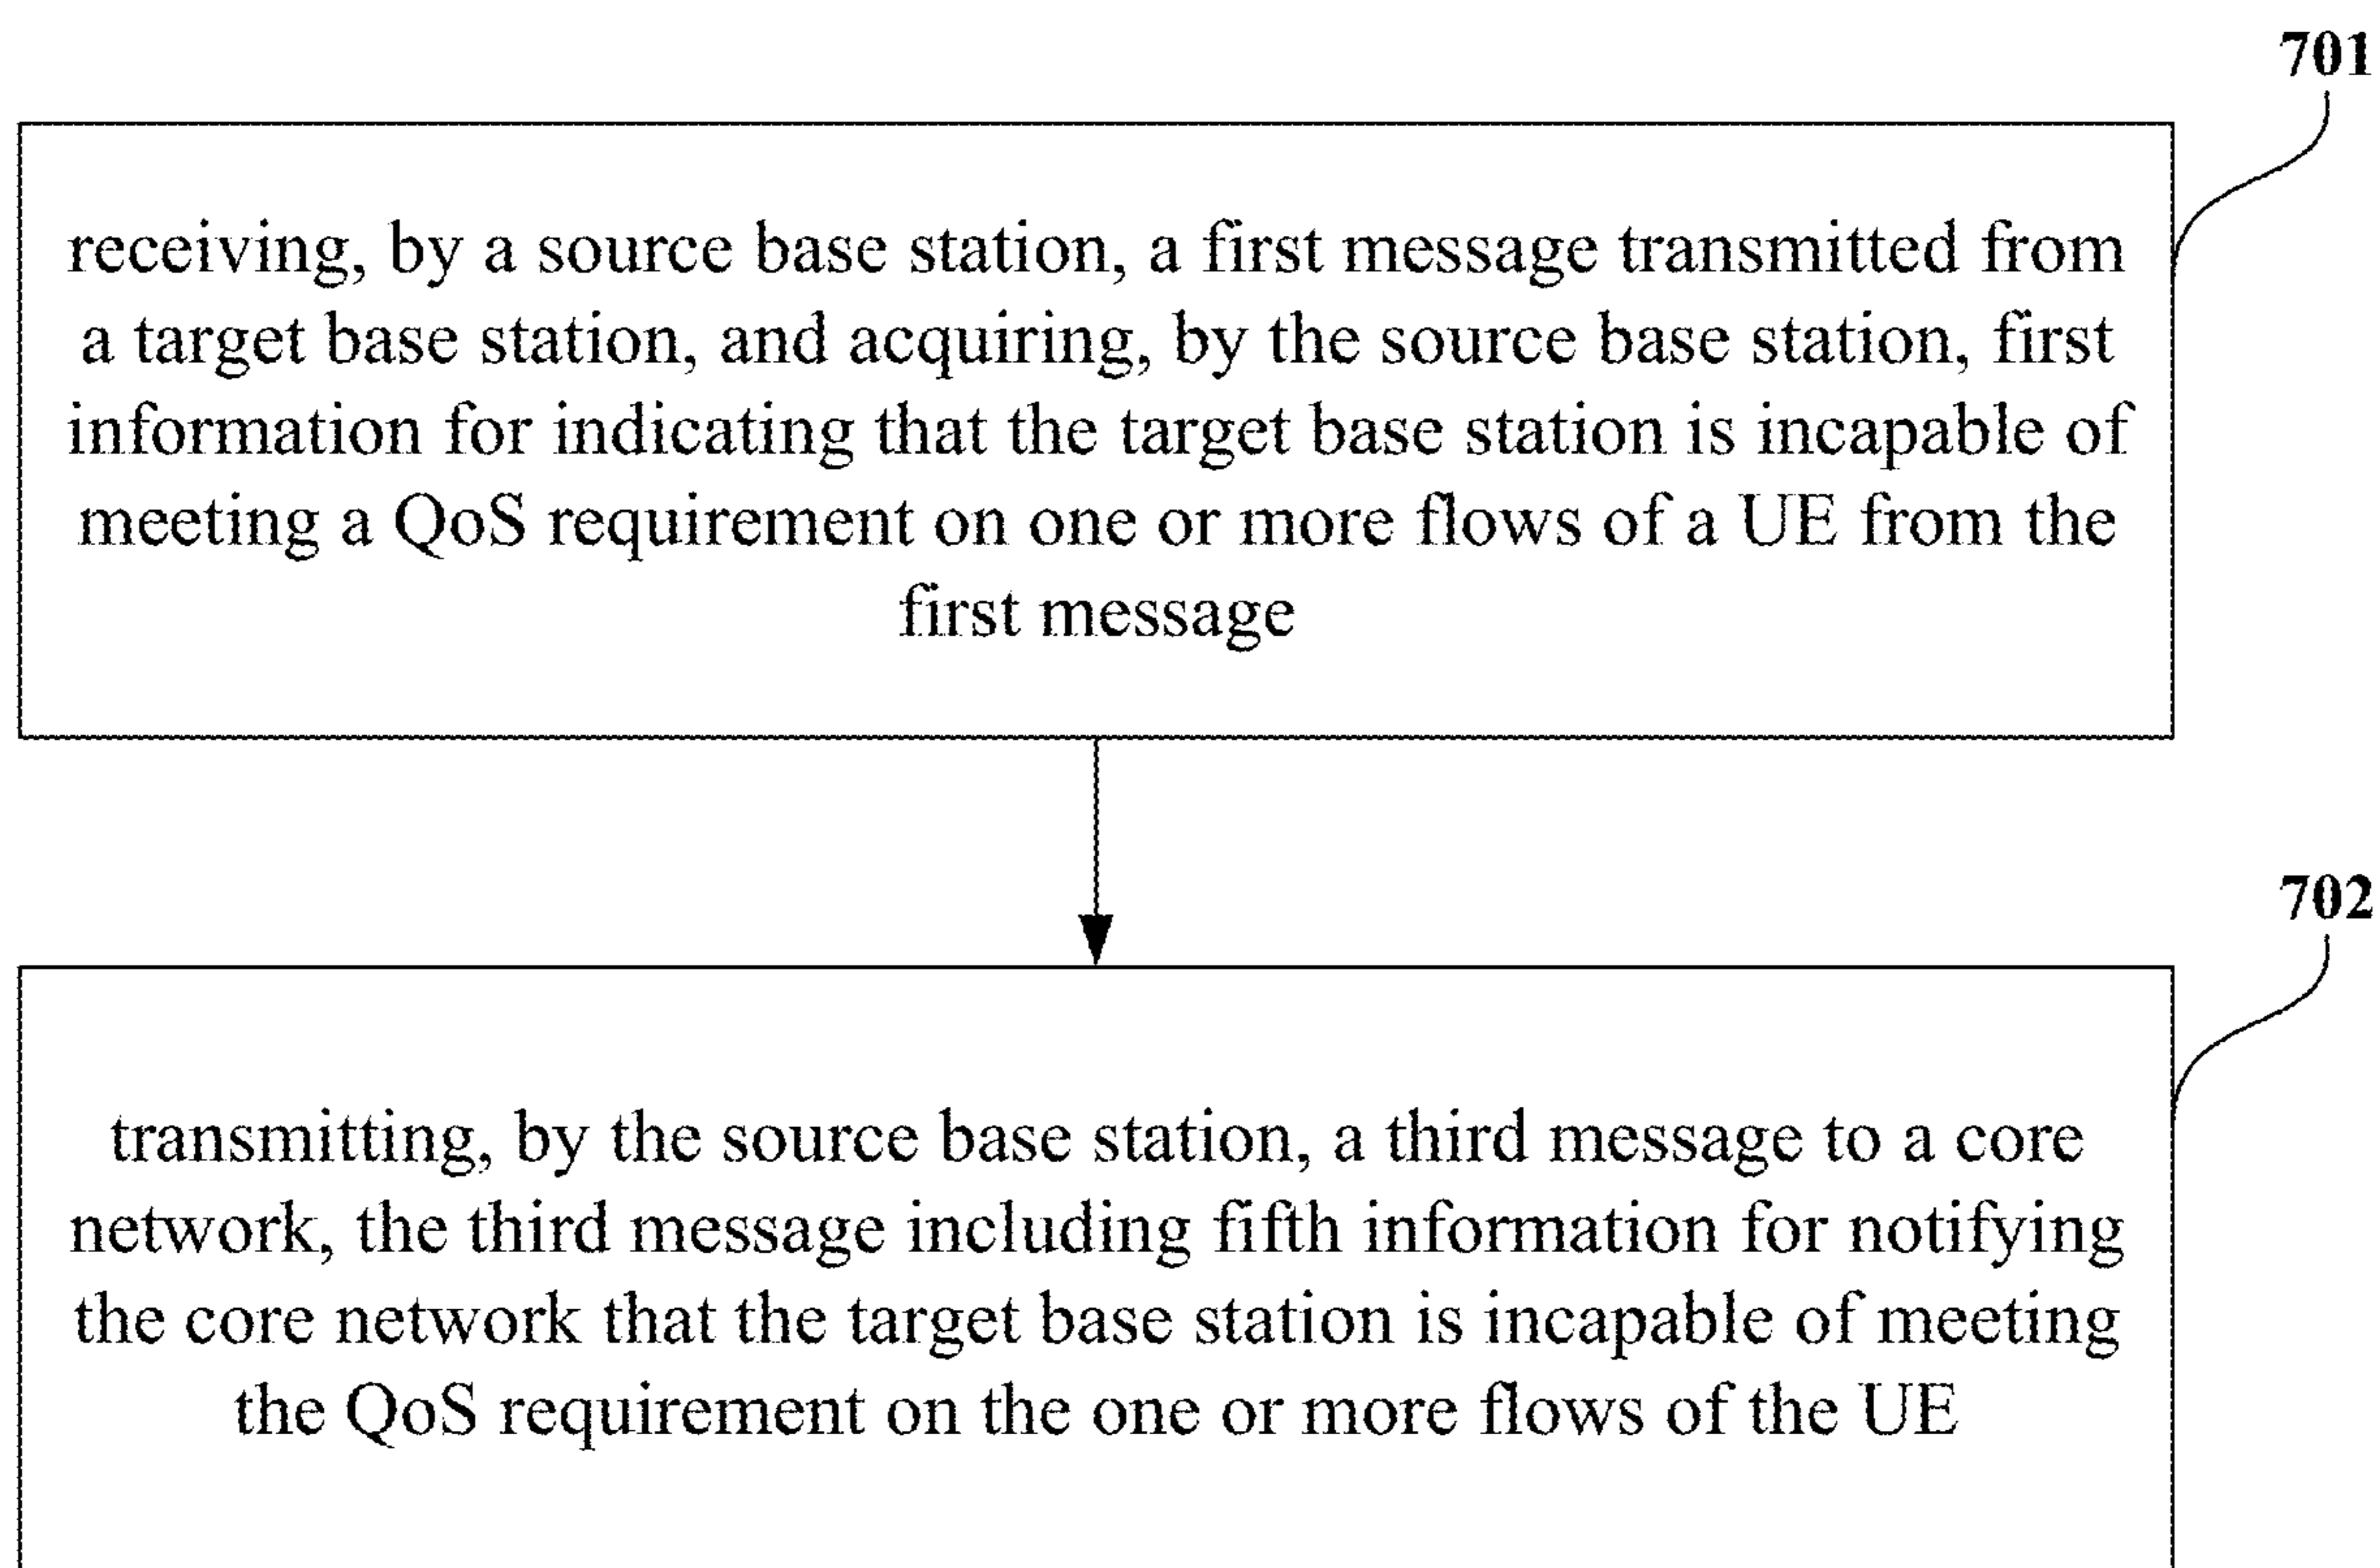 701
receiving, by a source base station, a first message transmitted from
a target base station, and acquiring, by the source base station, first
information for indicating that the target base station is incapable of
meeting a QoS requirement on one or more flows of a UE from the
first message
702
transmitting, by the source base station, a third message to a core
network, the third message including fifth information for notifying
the core network that the target base station is incapable of meeting
the QoS requirement on the one or more flows of the UE